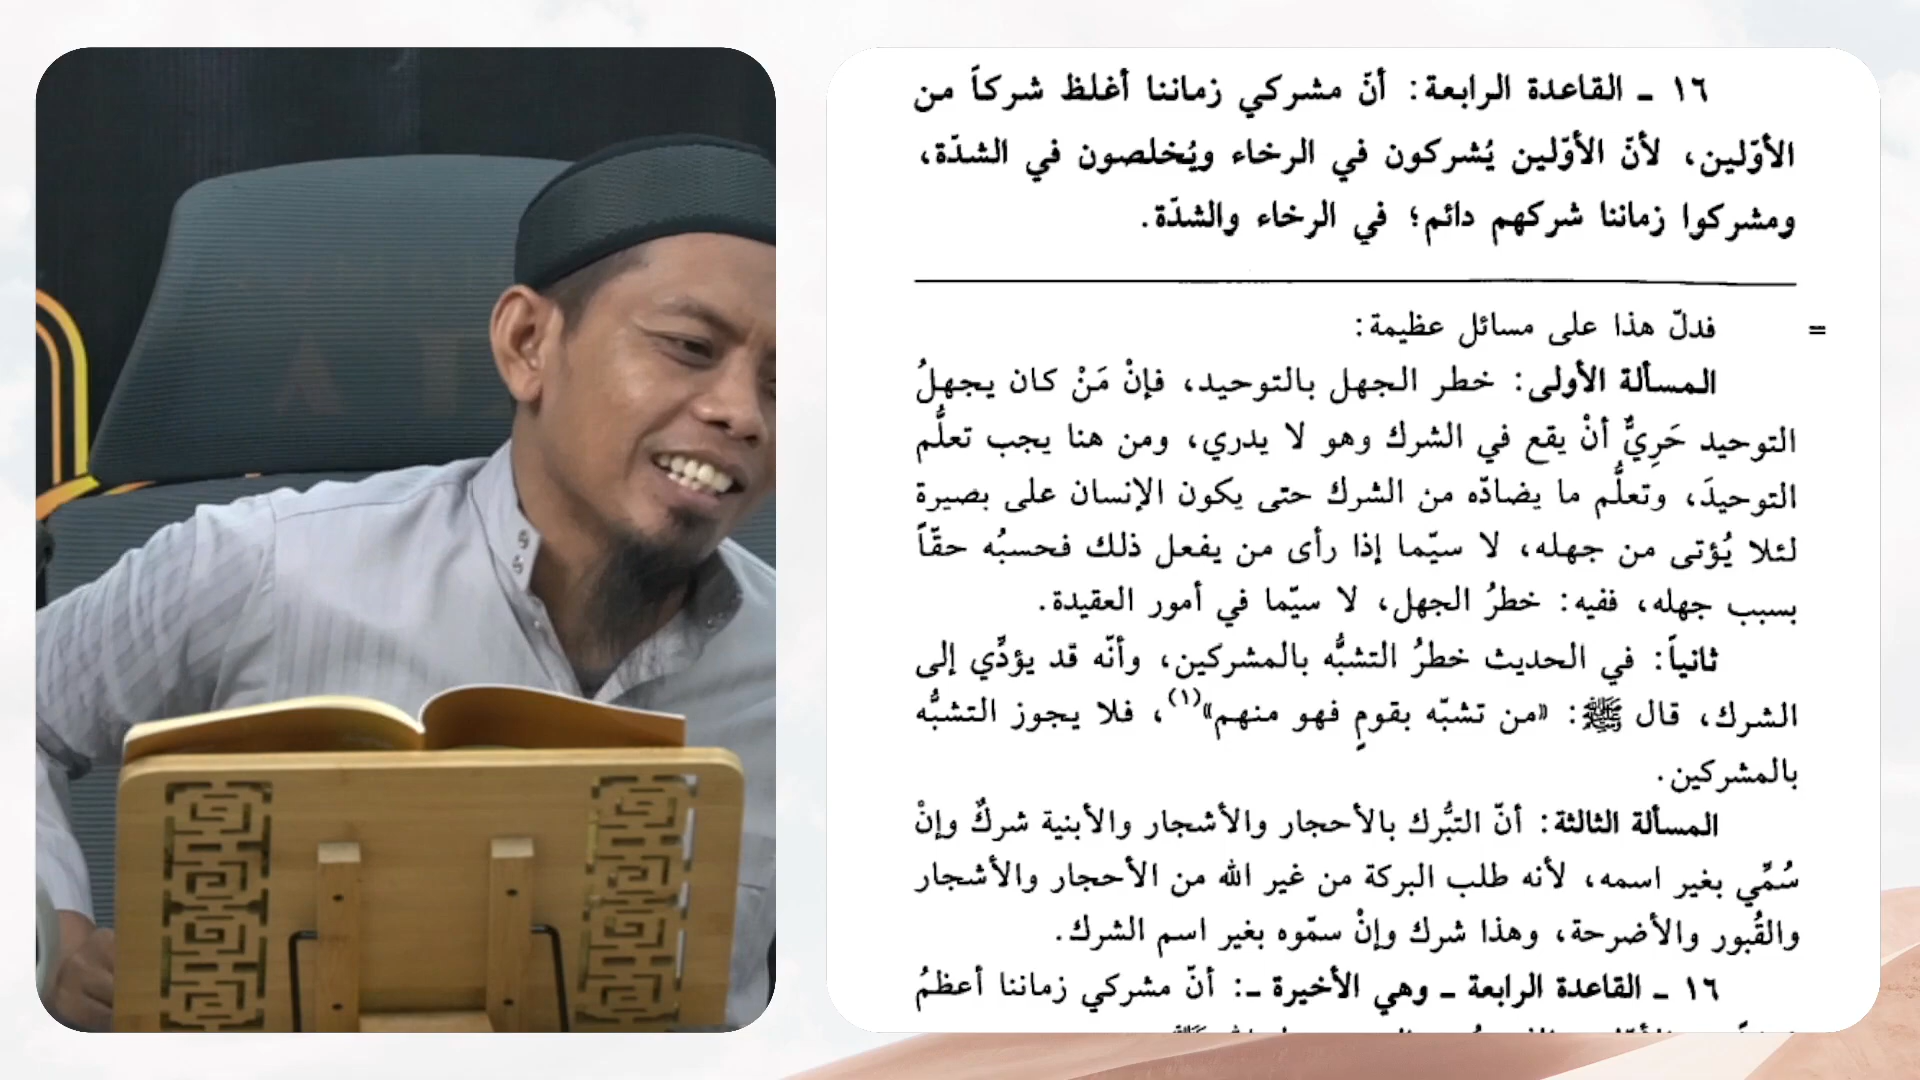 ١٦ ـ القاعدة الرابعة: أنّ مشركي زماننا أغلظ شركاً من
الأوّلين، لأنّ الأوّلين يُشركون في الرخاء ويُخلصون في الشدّة،
ومشركوا زماننا شركهم دائم؛ في الرخاء والشدّة.
= فدلّ هذا على مسائل عظيمة:
المسألة الأولى: خطر الجهل بالتوحيد، فإنْ مَنْ كان يجهلُ
التوحيد حَرِيٌّ أنْ يقع في الشرك وهو لا يدري، ومن هنا يجب تعلُّم
التوحيدَ، وتعلُّم ما يضادّه من الشرك حتى يكون الإنسان على بصيرة
لئلا يُؤتى من جهله، لا سيّما إذا رأى من يفعل ذلك فحسبُه حقّاً
بسبب جهله، ففيه: خطرُ الجهل، لا سيّما في أمور العقيدة.
ثانياً: في الحديث خطرُ التشبُّه بالمشركين، وأنّه قد يؤدِّي إلى
الشرك، قال ﷺ: «من تشبّه بقومٍ فهو منهم»(١)، فلا يجوز التشبُّه
بالمشركين.
المسألة الثالثة: أنّ التبُّرك بالأحجار والأشجار والأبنية شركٌ وإنْ
سُمِّي بغير اسمه، لأنه طلب البركة من غير الله من الأحجار والأشجار
والقُبور والأضرحة، وهذا شرك وإنْ سمّوه بغير اسم الشرك.
١٦ ـ القاعدة الرابعة ـ وهي الأخيرة ـ: أنّ مشركي زماننا أعظمُ